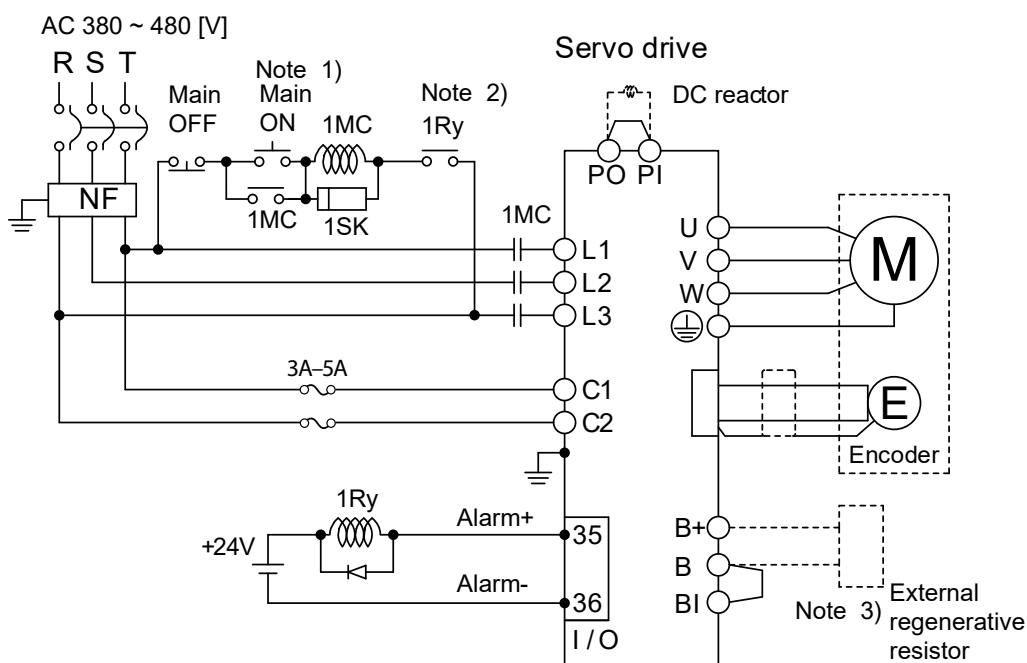 AC 380 ~ 480 [V]
R S T
Servo drive
Note 1)
Main OFF
Main ON
1MC
Note 2)
1Ry
DC reactor
PO PI
NF
1MC
1SK
1MC
L1
L2
L3
U
V
W
M
3A–5A
C1
C2
E
Encoder
1Ry
+24V
Alarm+
35
Alarm-
36
I / O
B+
B
BI
Note 3)
External
regenerative
resistor